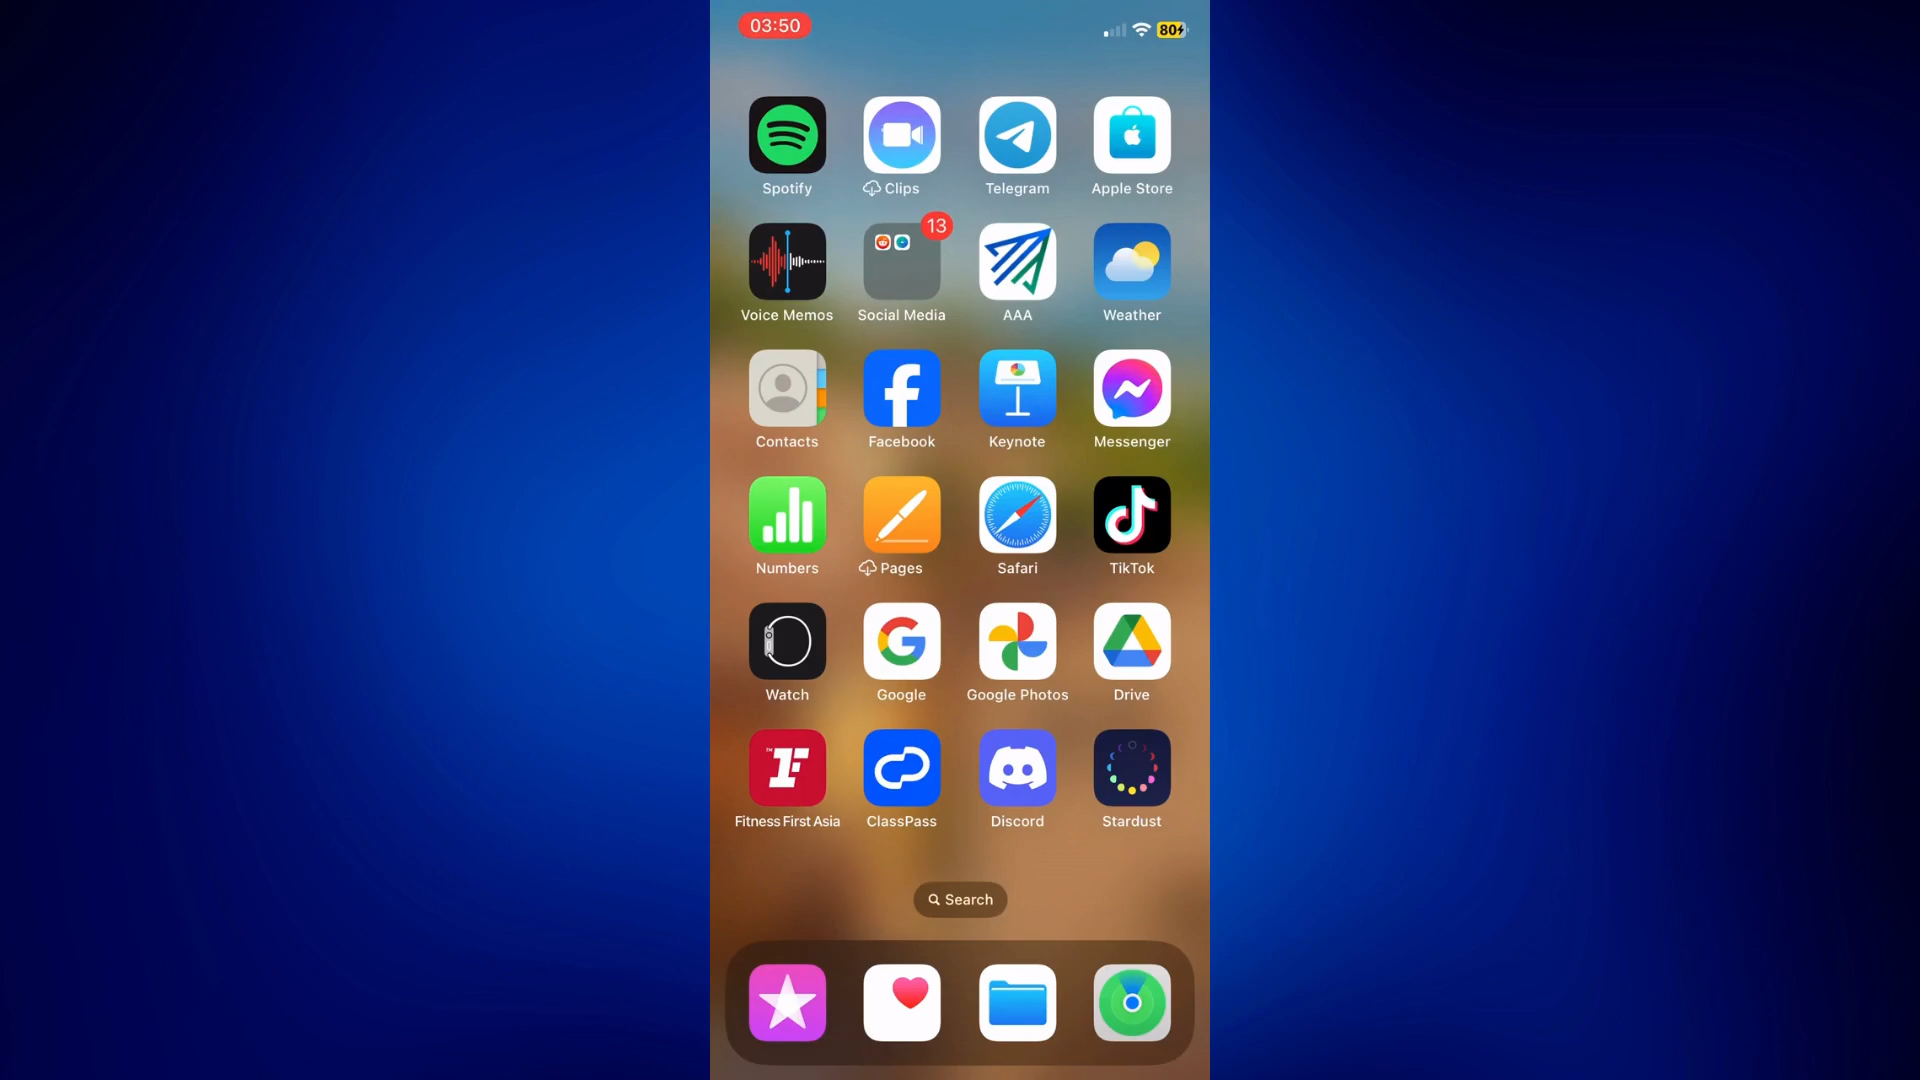 03:50
80
Spotify
Clips
Telegram
Apple Store
13
Voice Memos
Social Media
AAA
Weather
Contacts
Facebook
Keynote
Messenger
Numbers
Pages
Safari
TikTok
Watch
Google
Google Photos
Drive
Fitness First Asia
ClassPass
Discord
Stardust
Search